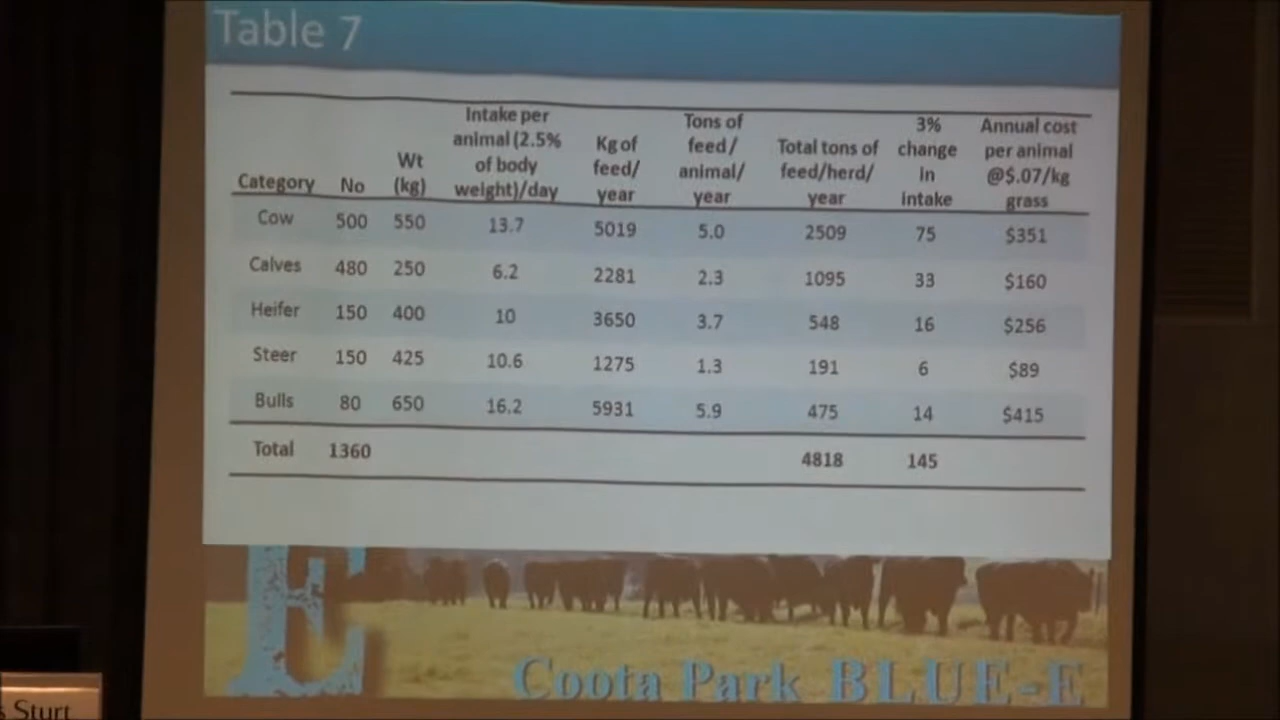 Table 7
Category No Wt (kg) Intake per animal (2.5% of body weight)/day Kg of feed/ year Tons of feed/ animal/ year Total tons of feed/herd/ year 3% change in intake Annual cost per animal @$.07/kg grass
Cow 500 550 13.7 5019 5.0 2509 75 $351
Calves 480 250 6.2 2281 2.3 1095 33 $160
Heifer 150 400 10 3650 3.7 548 16 $256
Steer 150 425 10.6 1275 1.3 191 6 $89
Bulls 80 650 16.2 5931 5.9 475 14 $415
Total 1360 4818 145
E
Coota Park BLUE-E
s Sturt